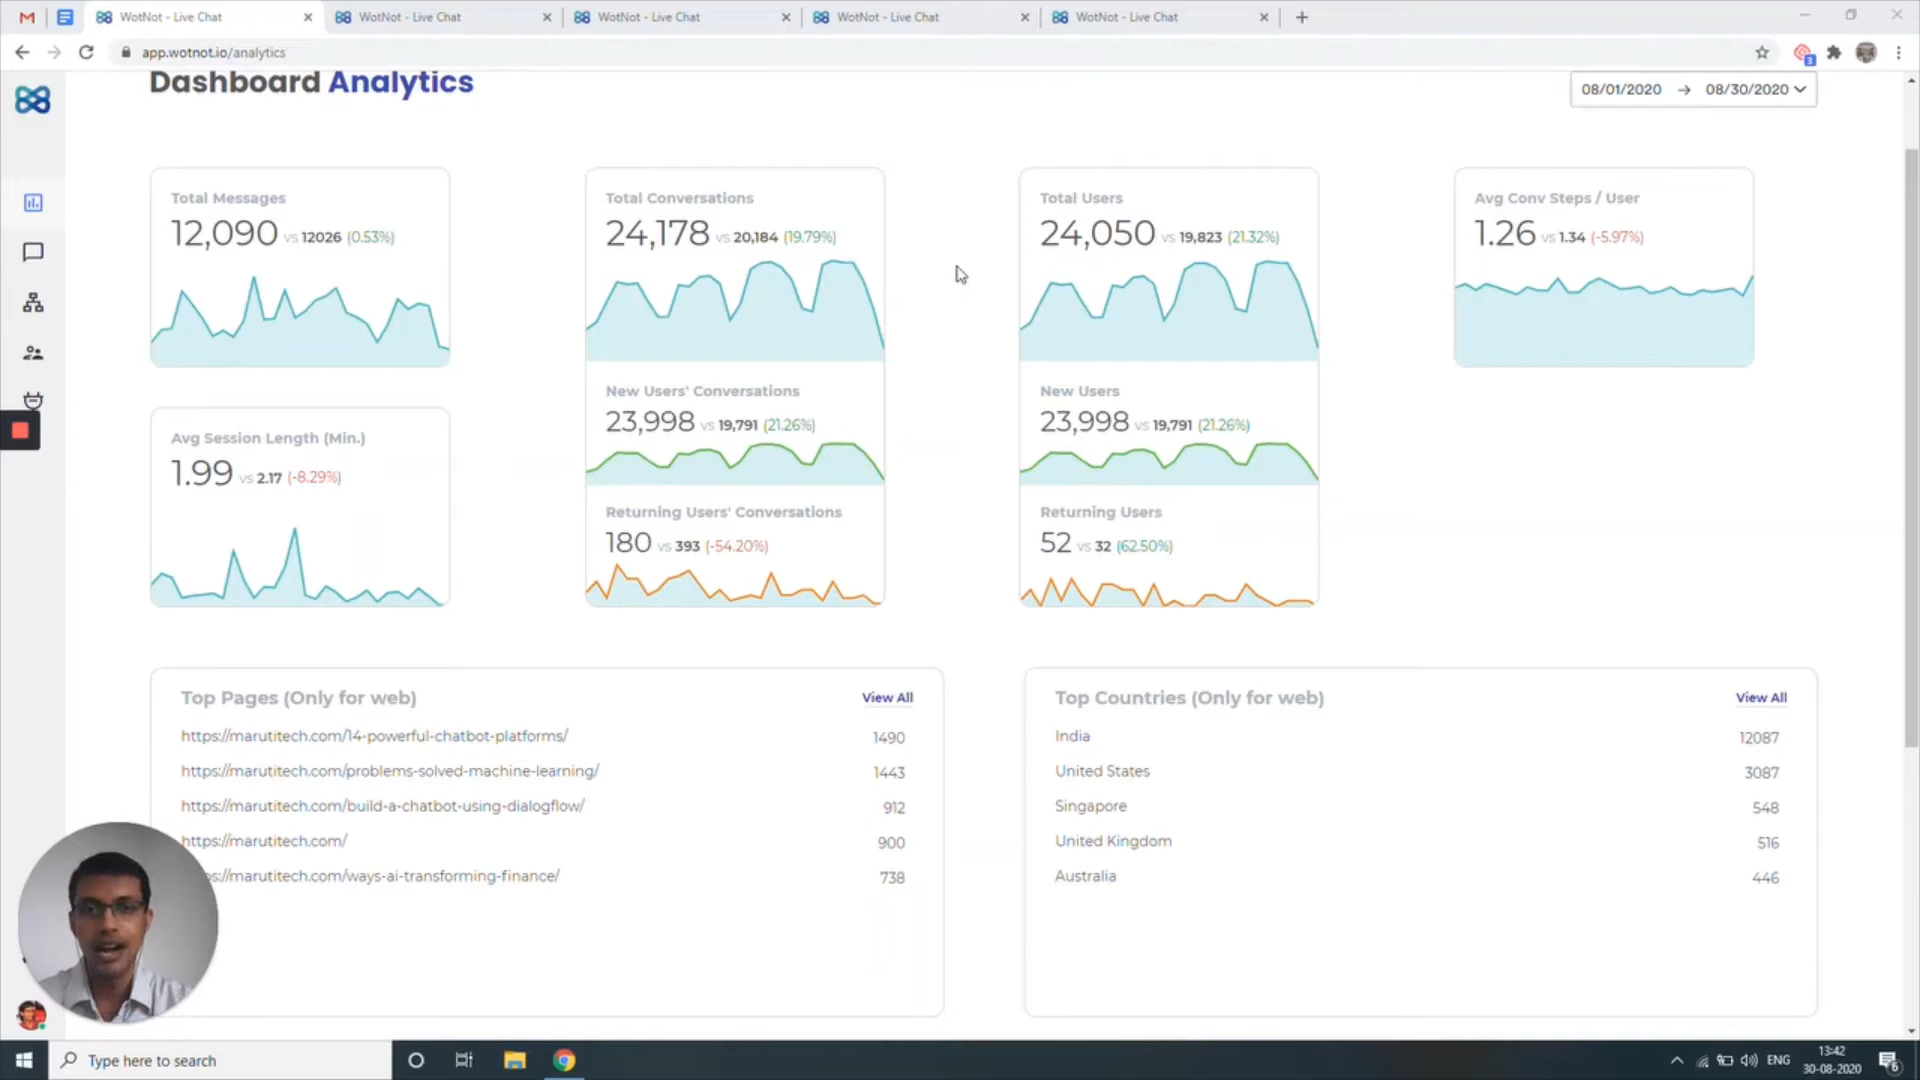 WotNot - Live Chat
WotNot - Live Chat
WotNot - Live Chat
WotNot - Live Chat
WotNot - Live Chat
app.wotnot.io/analytics
3
Dashboard Analytics
08/01/2020 → 08/30/2020
Total Messages
12,090 vs 12026 (0.53%)
Avg Session Length (Min.)
1.99 vs 2.17 (-8.29%)
Total Conversations
24,178 vs 20,184 (19.79%)
New Users' Conversations
23,998 vs 19,791 (21.26%)
Returning Users' Conversations
180 vs 393 (-54.20%)
Total Users
24,050 vs 19,823 (21.32%)
New Users
23,998 vs 19,791 (21.26%)
Returning Users
52 vs 32 (62.50%)
Avg Conv Steps / User
1.26 vs 1.34 (-5.97%)
Top Pages (Only for web) View All
https://marutitech.com/14-powerful-chatbot-platforms/ 1490
https://marutitech.com/problems-solved-machine-learning/ 1443
https://marutitech.com/build-a-chatbot-using-dialogflow/ 912
https://marutitech.com/ 900
ps://marutitech.com/ways-ai-transforming-finance/ 738
Top Countries (Only for web) View All
India 12087
United States 3087
Singapore 548
United Kingdom 516
Australia 446
Type here to search
ENG
13:42
30-08-2020
6